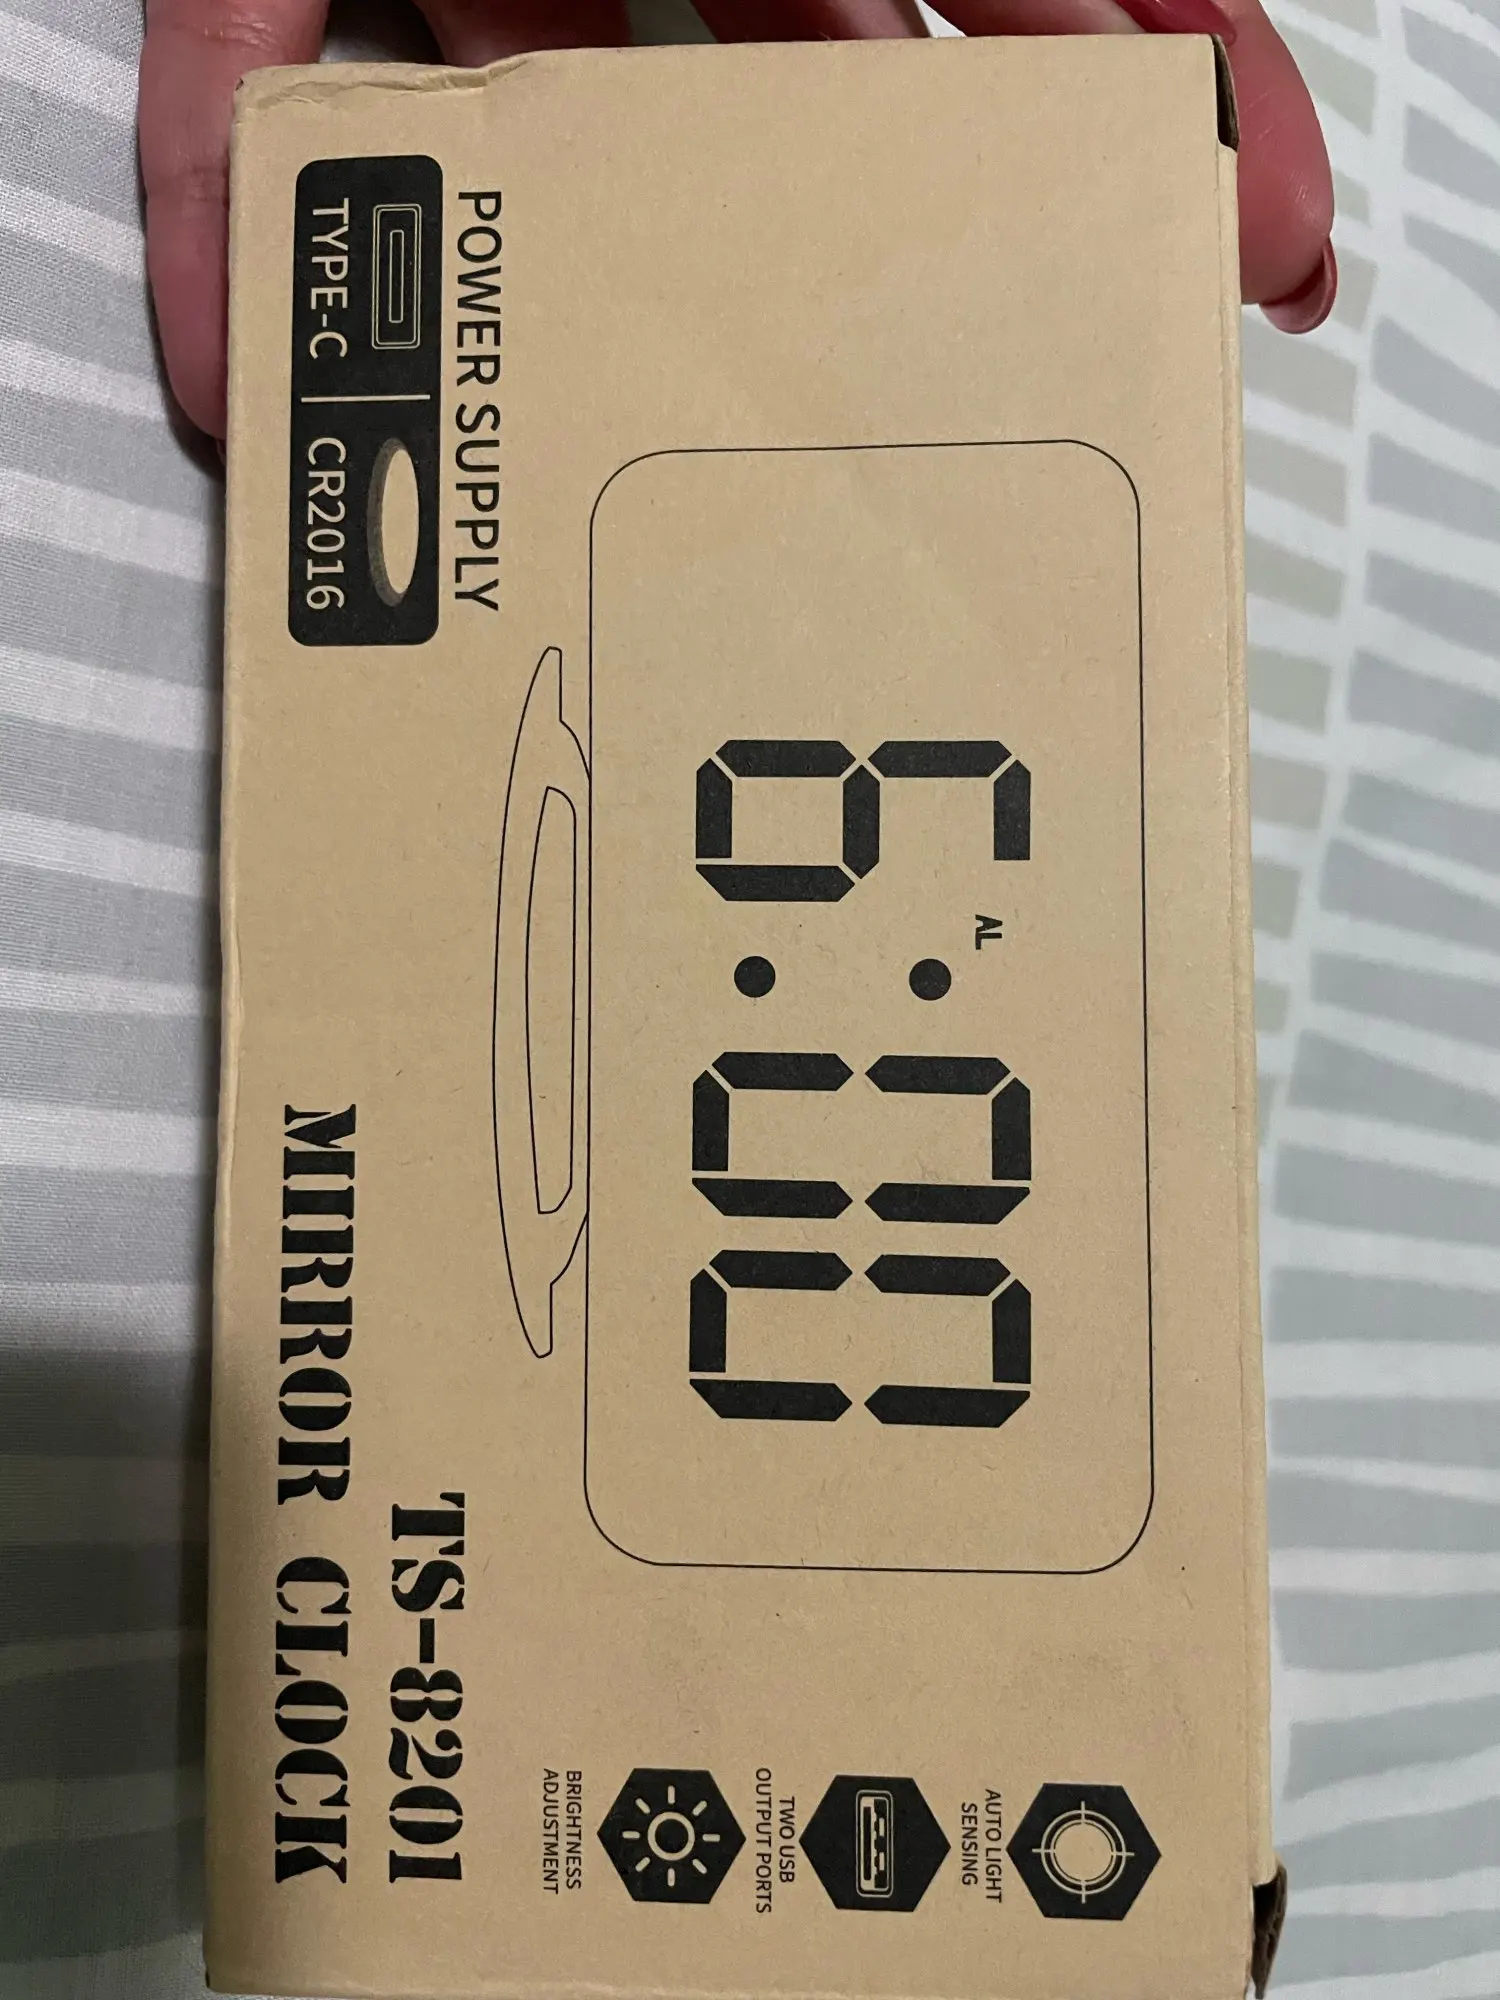 AL
6:00
AUTO LIGHT
SENSING
TWO USB
OUTPUT PORTS
BRIGHTNESS
ADJUSTMENT
POWER SUPPLY
TYPE-C | CR2016
TS-8201
MIRROR CLOCK